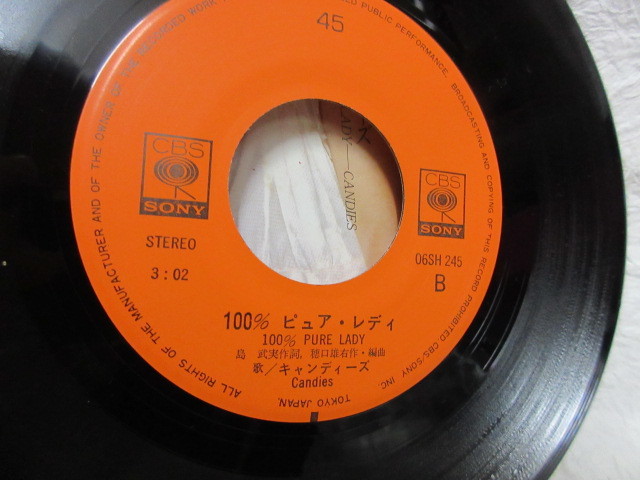 45
ALL RIGHTS OF THE MANUFACTURER AND OF THE OWNER OF THE RECORDED WORK
PUBLIC PERFORMANCE, BROADCASTING AND COPYING OF THIS RECORD PROHIBITED CBS/SONY INC.
TOKYO JAPAN.
LADY—CANDIES
CBS
SONY
CBS
SONY
STEREO
06SH 245
3:02
B
100% ピュア・レディ
100% PURE LADY
島 武実作詞, 穂口雄右作・編曲
歌/キャンディーズ
Candies